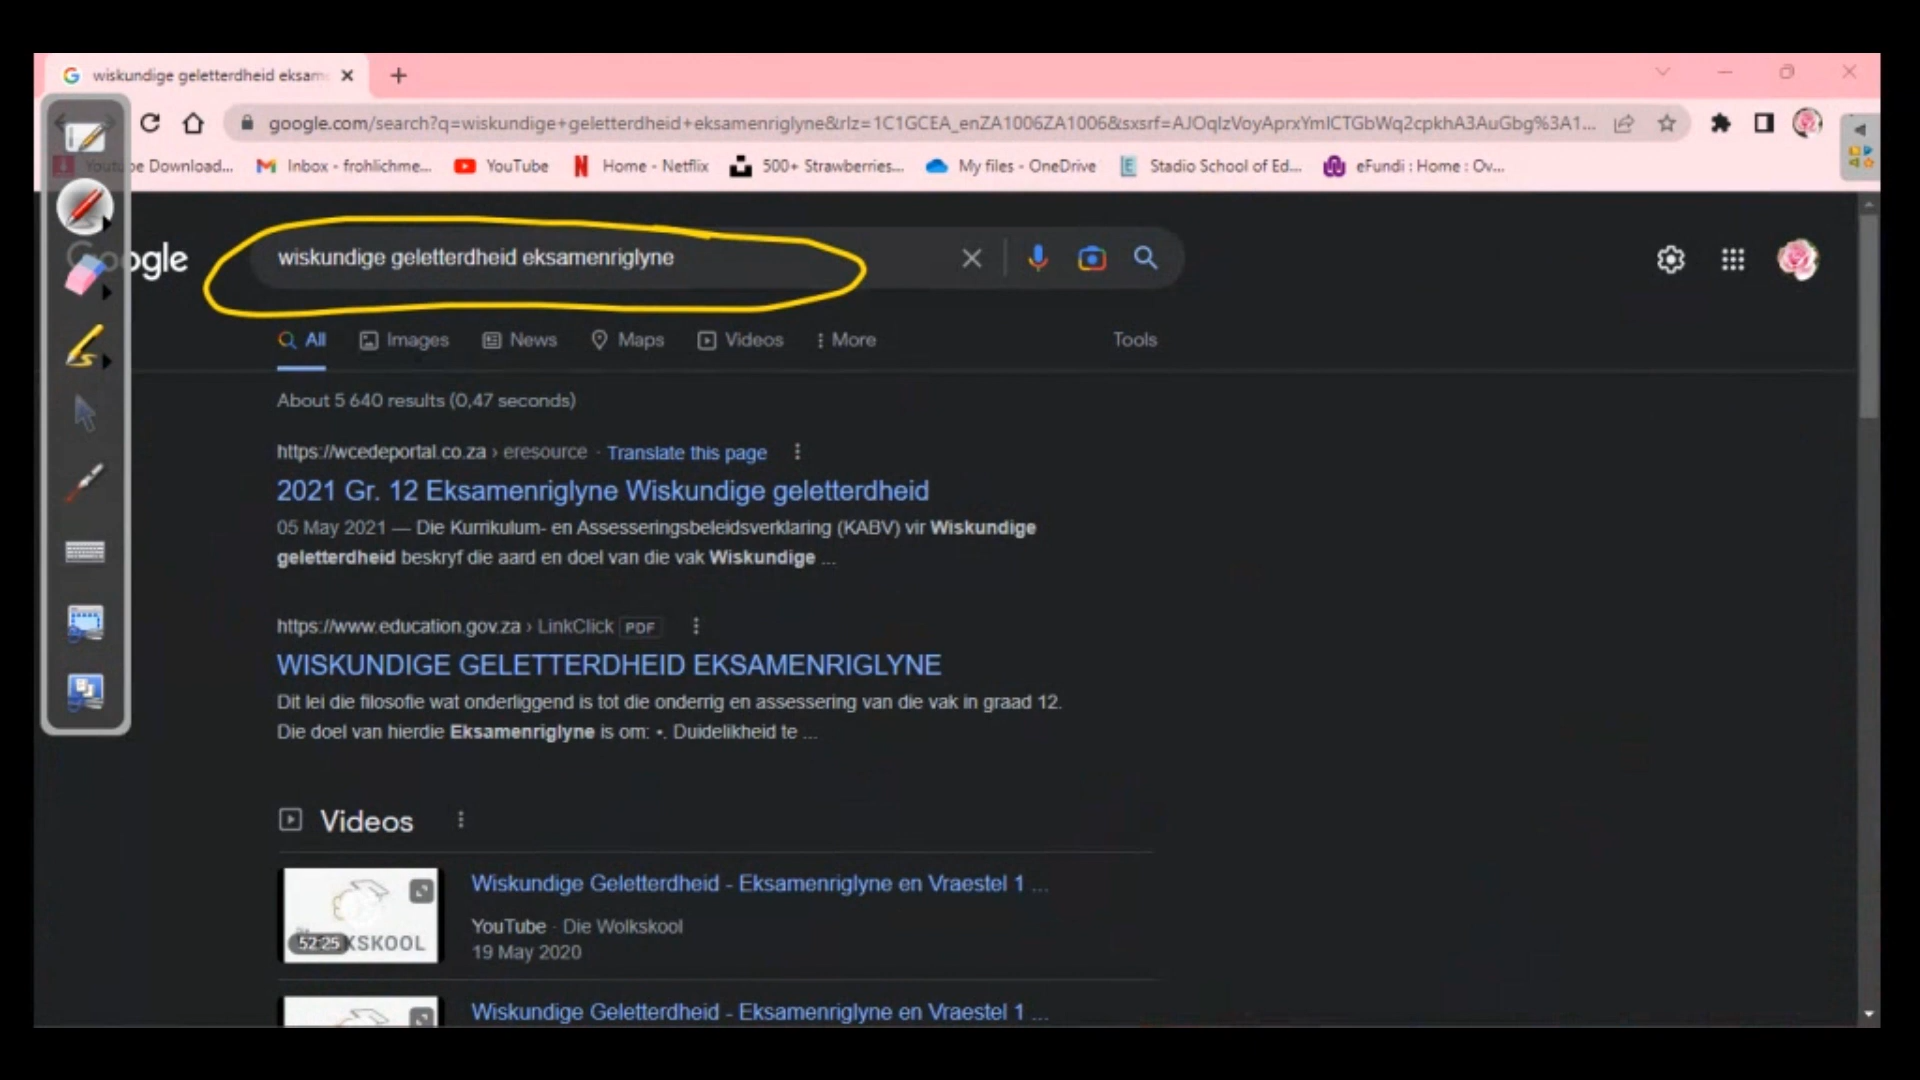 wiskundige geletterdheid eksam
google.com/search?q=wiskundige+geletterdheid+eksamenriglyne&rlz=1C1GCEA_enZA1006ZA1006&sxsrf=AJOqlzVoyAprxYmICTGbWq2cpkhA3AuGbg%3A1...
Youtube Download... Inbox - frohlichme... YouTube Home - Netflix 500+ Strawberries... My files - OneDrive Stadio School of Ed... eFundi : Home : Ov...
Google wiskundige geletterdheid eksamenriglyne
All Images News Maps Videos More Tools
About 5 640 results (0,47 seconds)
https://wcedeportal.co.za › eresource · Translate this page
2021 Gr. 12 Eksamenriglyne Wiskundige geletterdheid
05 May 2021 — Die Kurrikulum- en Assesseringsbeleidsverklaring (KABV) vir Wiskundige
geletterdheid beskryf die aard en doel van die vak Wiskundige ...
https://www.education.gov.za › LinkClick PDF
WISKUNDIGE GELETTERDHEID EKSAMENRIGLYNE
Dit lei die filosofie wat onderliggend is tot die onderrig en assessering van die vak in graad 12.
Die doel van hierdie Eksamenriglyne is om: •. Duidelikheid te ...
Videos
Wiskundige Geletterdheid - Eksamenriglyne en Vraestel 1 ...
YouTube · Die Wolkskool
52:25 KSKOOL
19 May 2020
Wiskundige Geletterdheid - Eksamenriglyne en Vraestel 1 ...